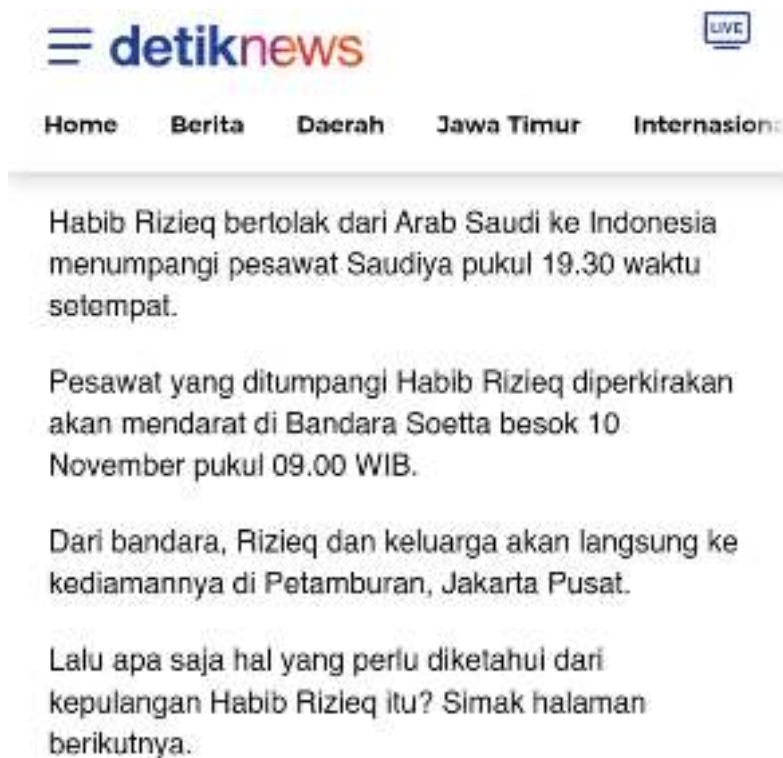 detiknews
LIVE
Home Berita Daerah Jawa Timur Internasiona
Habib Rizieq bertolak dari Arab Saudi ke Indonesia
menumpangi pesawat Saudiya pukul 19.30 waktu
setempat.
Pesawat yang ditumpangi Habib Rizieq diperkirakan
akan mendarat di Bandara Soetta besok 10
November pukul 09.00 WIB.
Dari bandara, Rizieq dan keluarga akan langsung ke
kediamannya di Petamburan, Jakarta Pusat.
Lalu apa saja hal yang perlu diketahui dari
kepulangan Habib Rizieq itu? Simak halaman
berikutnya.